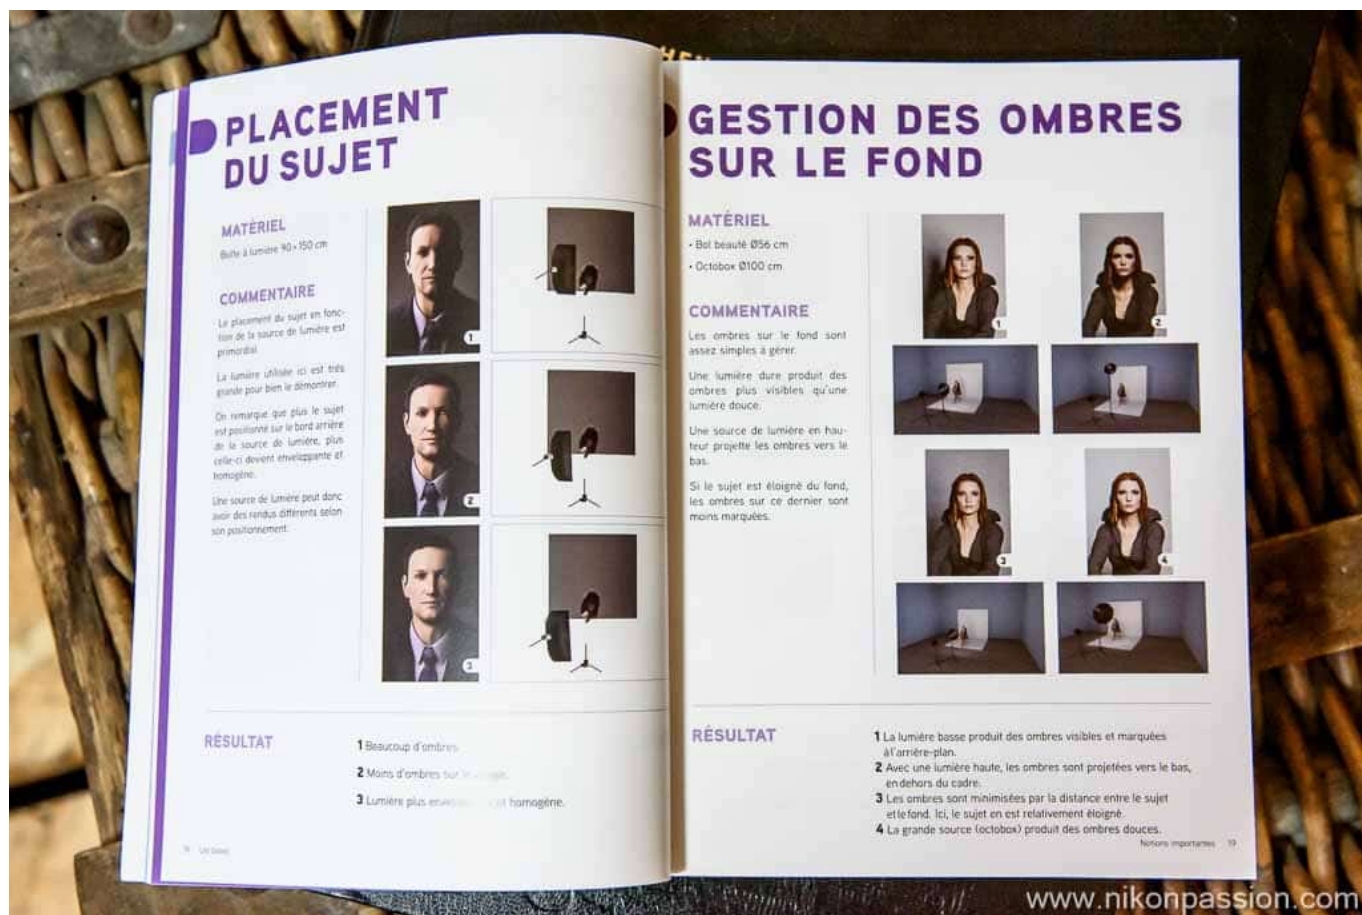 HEN
PLACEMENT
DU SUJET
MATÉRIEL
Boîte à lumière 90×150 cm
COMMENTAIRE
Le placement du sujet en fonc-
tion de la source de lumière est
primordial.
La lumière utilisée ici est très
grande pour bien le démontrer.
On remarque que plus le sujet
est positionné sur le bord arrière
de la source de lumière, plus
celle-ci devient enveloppante et
homogène.
Une source de lumière peut donc
avoir des rendus différents selon
son positionnement.
1
2
3
RÉSULTAT
1 Beaucoup d'ombres
2 Moins d'ombres sur
3 Lumière plus homogène.
GESTION DES OMBRES
SUR LE FOND
MATÉRIEL
• Bol beauté Ø56 cm
• Octobox Ø100 cm
COMMENTAIRE
Les ombres sur le fond sont
assez simples à gérer.
Une lumière dure produit des
ombres plus visibles qu'une
lumière douce.
Une source de lumière en hau-
teur projette les ombres vers le
bas.
Si le sujet est éloigné du fond,
les ombres sur ce dernier sont
moins marquées.
1
2
3
4
RÉSULTAT
1 La lumière basse produit des ombres visibles et marquées
à l'arrière-plan.
2 Avec une lumière haute, les ombres sont projetées vers le bas,
en dehors du cadre.
3 Les ombres sont minimisées par la distance entre le sujet
et le fond. Ici, le sujet en est relativement éloigné.
4 La grande source (octobox) produit des ombres douces.
Notions importantes 19
www.nikonpassion.com